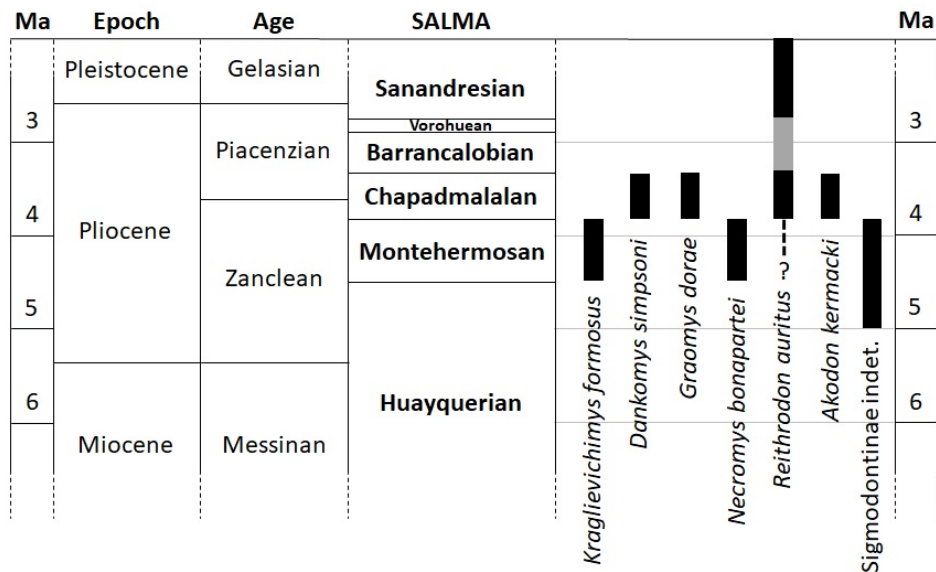 Ma Epoch Age SALMA Ma
Pleistocene Gelasian
Sanandresian
3 Vorohuean 3
Piacenzian Barrancalobian
Chapadmalalan
4 4
Pliocene
Montehermosan
Zanclean
5 5
6 Huayquerian 6
Miocene Messinan
Kraglievichimys formosus
Dankomys simpsoni
Graomys dorae
Necromys bonapartei
Reithrodon auritus ?
Akodon kermacki
Sigmodontinae indet.